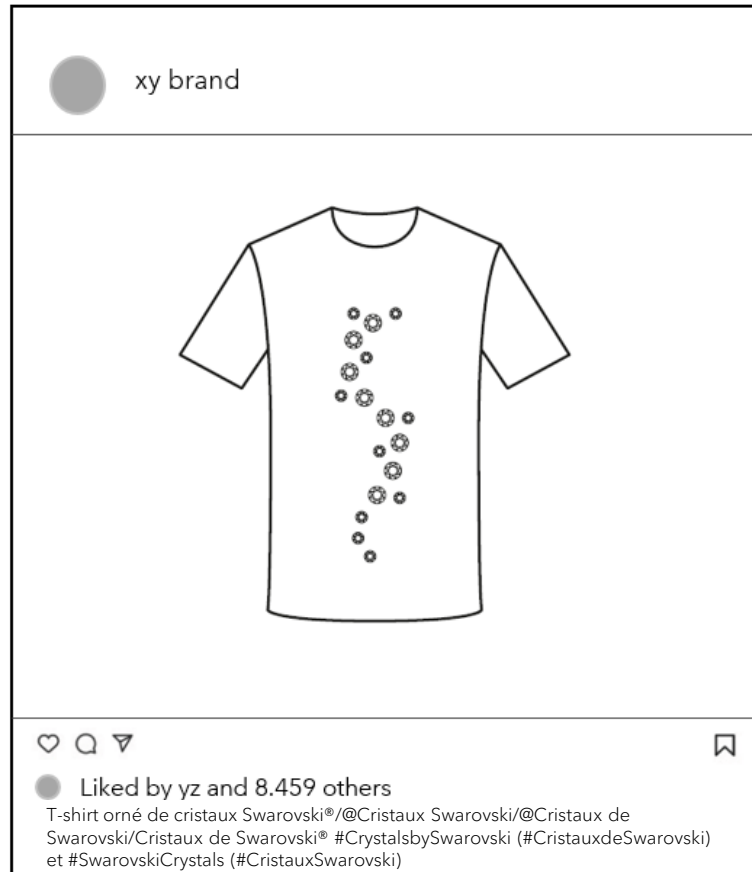 xy brand
Liked by yz and 8.459 others
T-shirt orné de cristaux Swarovski®/@Cristaux Swarovski/@Cristaux de
Swarovski/Cristaux de Swarovski® #CrystalsbySwarovski (#CristauxdeSwarovski)
et #SwarovskiCrystals (#CristauxSwarovski)